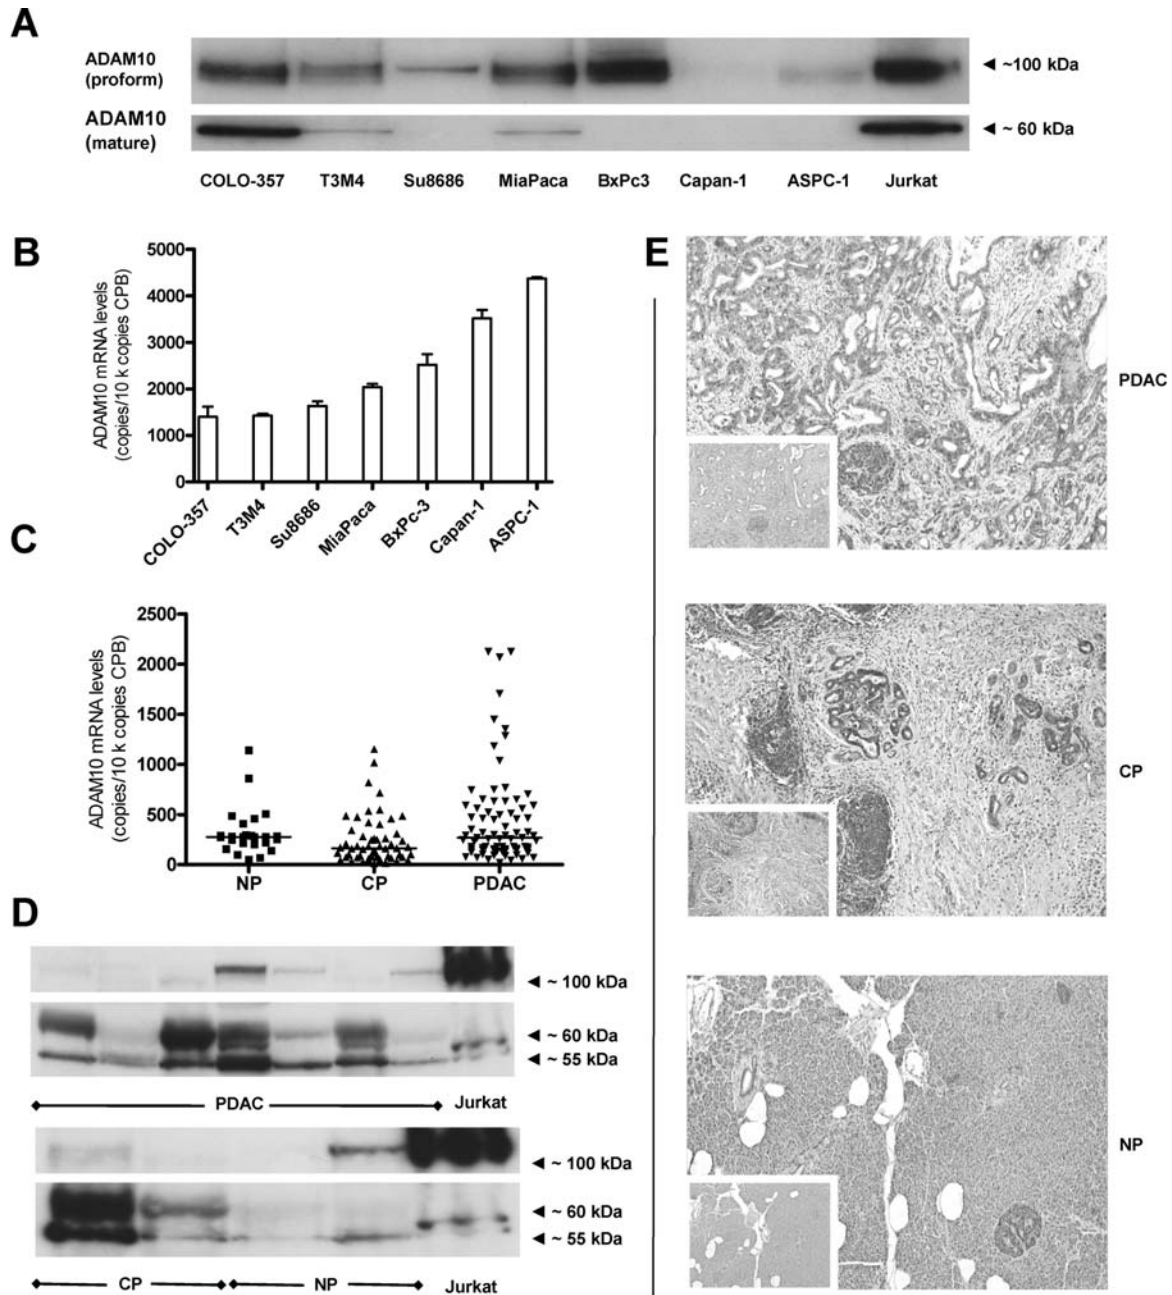 A
ADAM10
(proform)
◄ ~100 kDa
ADAM10
(mature)
◄ ~ 60 kDa
COLO-357 T3M4 Su8686 MiaPaca BxPc3 Capan-1 ASPC-1 Jurkat
B
ADAM10 mRNA levels
(copies/10 k copies CPB)
5000
4000
3000
2000
1000
0
COLO-357
T3M4
Su8686
MiaPaca
BxPc-3
Capan-1
ASPC-1
C
ADAM10 mRNA levels
(copies/10 k copies CPB)
2500
2000
1500
1000
500
0
NP CP PDAC
D
◄ ~ 100 kDa
◄ ~ 60 kDa
◄ ~ 55 kDa
PDAC Jurkat
◄ ~ 100 kDa
◄ ~ 60 kDa
◄ ~ 55 kDa
CP NP Jurkat
E
PDAC
CP
NP